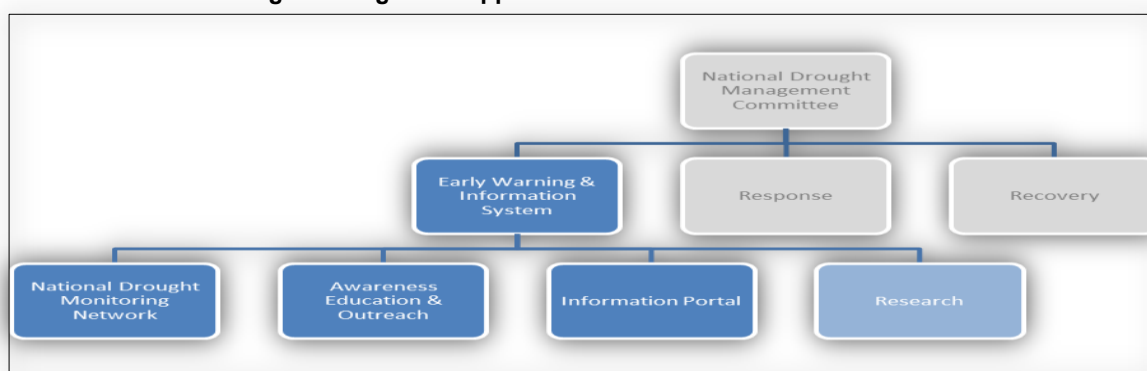 National Drought
Management
Committee
Early Warning &
Information
System
Response
Recovery
National Drought
Monitoring
Network
Awareness
Education &
Outreach
Information Portal
Research